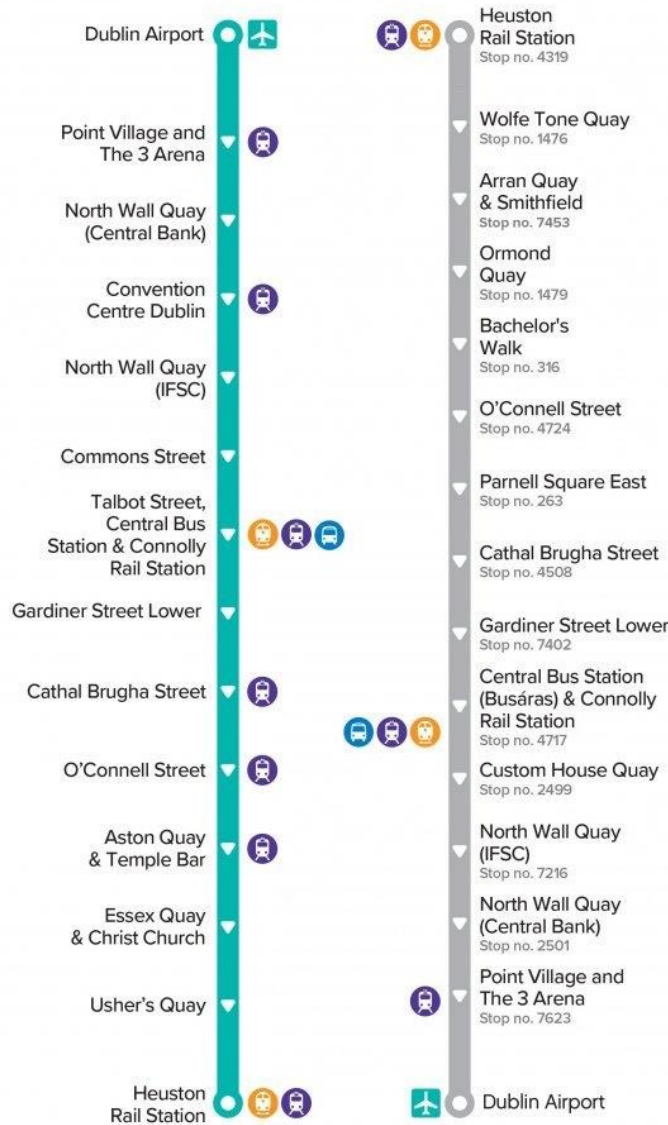 Dublin Airport
Point Village and
The 3 Arena
North Wall Quay
(Central Bank)
Convention
Centre Dublin
North Wall Quay
(IFSC)
Commons Street
Talbot Street,
Central Bus
Station & Connolly
Rail Station
Gardiner Street Lower
Cathal Brugha Street
O'Connell Street
Aston Quay
& Temple Bar
Essex Quay
& Christ Church
Usher's Quay
Heuston
Rail Station
Heuston
Rail Station
Stop no. 4319
Wolfe Tone Quay
Stop no. 1476
Arran Quay
& Smithfield
Stop no. 7453
Ormond
Quay
Stop no. 1479
Bachelor's
Walk
Stop no. 316
O'Connell Street
Stop no. 4724
Parnell Square East
Stop no. 263
Cathal Brugha Street
Stop no. 4508
Gardiner Street Lower
Stop no. 7402
Central Bus Station
(Busáras) & Connolly
Rail Station
Stop no. 4717
Custom House Quay
Stop no. 2499
North Wall Quay
(IFSC)
Stop no. 7216
North Wall Quay
(Central Bank)
Stop no. 2501
Point Village and
The 3 Arena
Stop no. 7623
Dublin Airport